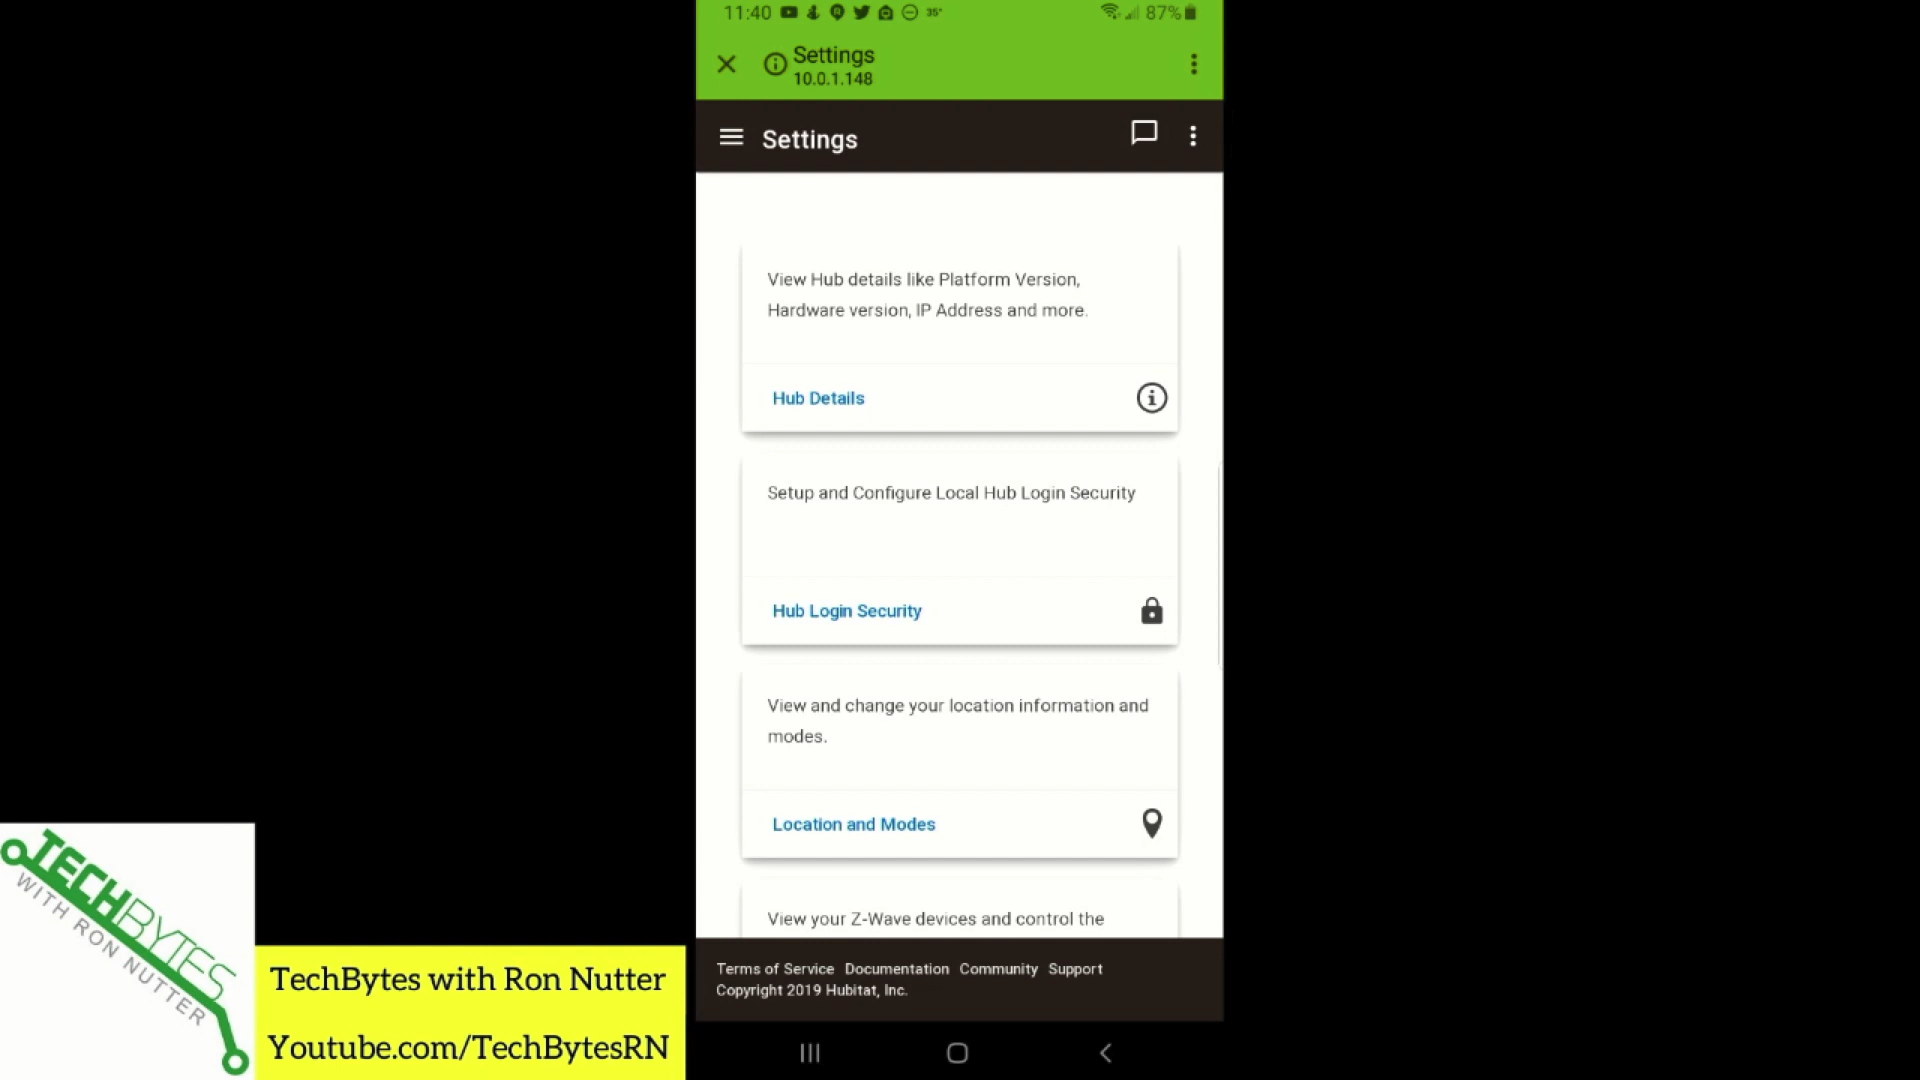 11:40
35°
87%
Settings
10.0.1.148
Settings
View Hub details like Platform Version,
Hardware version, IP Address and more.
Hub Details
Setup and Configure Local Hub Login Security
Hub Login Security
View and change your location information and
modes.
Location and Modes
View your Z-Wave devices and control the
Terms of Service Documentation Community Support
Copyright 2019 Hubitat, Inc.
TECHBYTES
WITH RON NUTTER
TechBytes with Ron Nutter
Youtube.com/TechBytesRN